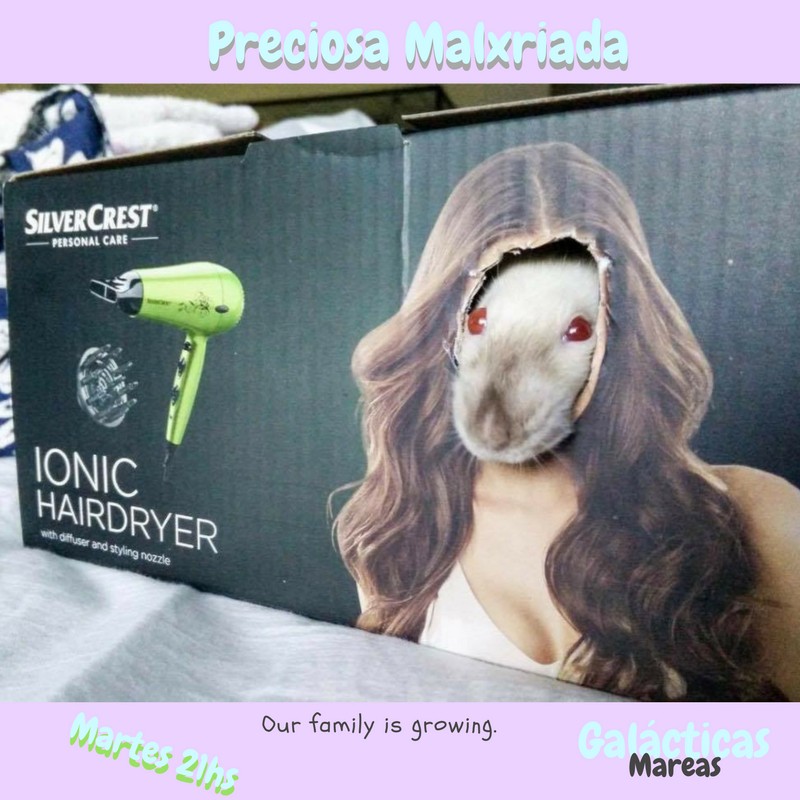 Preciosa Malxriada
SILVERCREST®
PERSONAL CARE
IONIC
HAIRDRYER
with diffuser and styling nozzle
Our family is growing.
Martes 21hs
Galácticas
Mareas